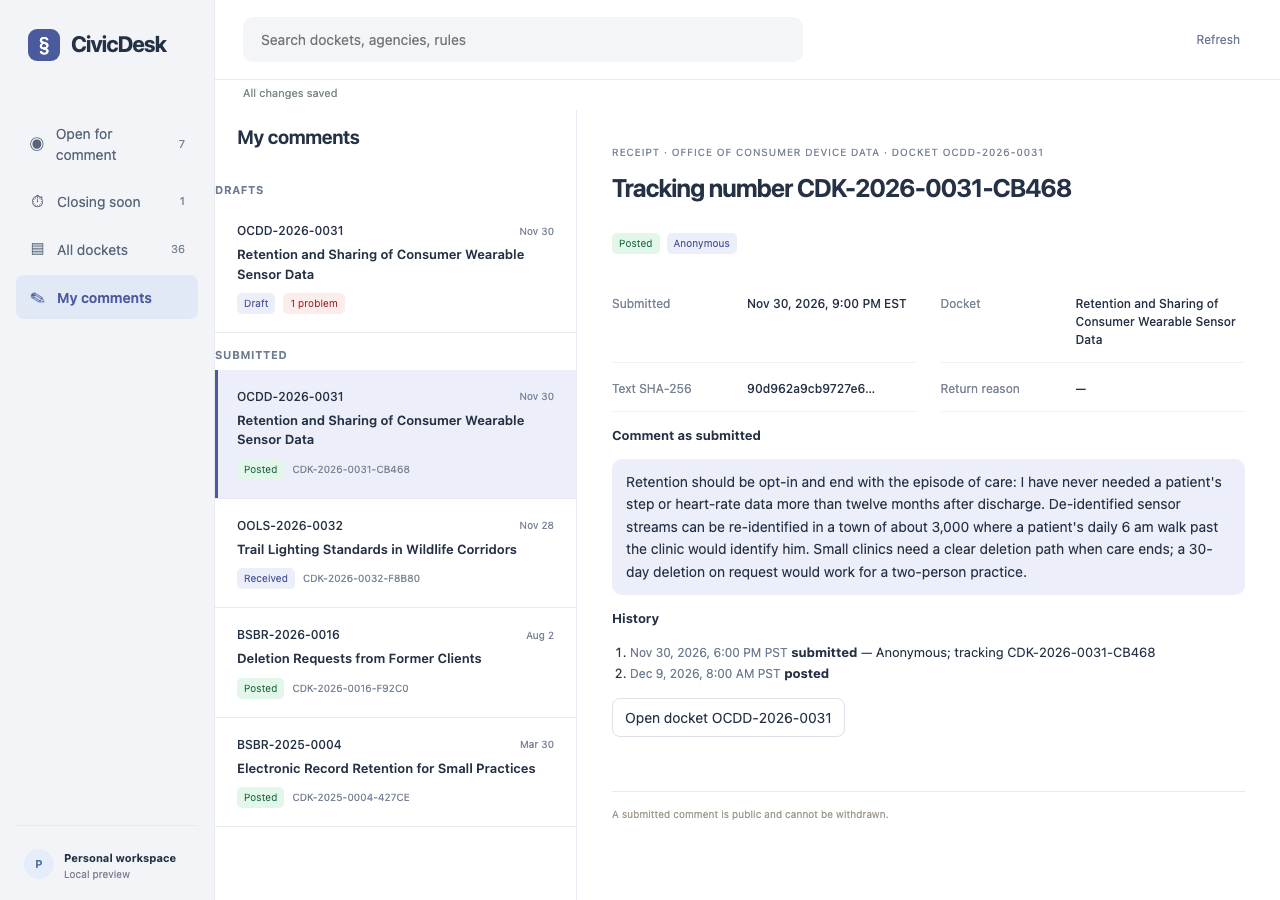 § CivicDesk
Search dockets, agencies, rules
Refresh
All changes saved
Open for
comment
7
Closing soon 1
All dockets 36
My comments
Personal workspace
P
Local preview
My comments
DRAFTS
OCDD-2026-0031 Nov 30
Retention and Sharing of Consumer Wearable
Sensor Data
Draft 1 problem
SUBMITTED
OCDD-2026-0031 Nov 30
Retention and Sharing of Consumer Wearable
Sensor Data
Posted CDK-2026-0031-CB468
OOLS-2026-0032 Nov 28
Trail Lighting Standards in Wildlife Corridors
Received CDK-2026-0032-F8B80
BSBR-2026-0016 Aug 2
Deletion Requests from Former Clients
Posted CDK-2026-0016-F92C0
BSBR-2025-0004 Mar 30
Electronic Record Retention for Small Practices
Posted CDK-2025-0004-427CE
RECEIPT · OFFICE OF CONSUMER DEVICE DATA · DOCKET OCDD-2026-0031
Tracking number CDK-2026-0031-CB468
Posted Anonymous
Submitted Nov 30, 2026, 9:00 PM EST
Docket Retention and Sharing of
Consumer Wearable Sensor
Data
Text SHA-256 90d962a9cb9727e6…
Return reason —
Comment as submitted
Retention should be opt-in and end with the episode of care: I have never needed a patient's
step or heart-rate data more than twelve months after discharge. De-identified sensor
streams can be re-identified in a town of about 3,000 where a patient's daily 6 am walk past
the clinic would identify him. Small clinics need a clear deletion path when care ends; a 30-
day deletion on request would work for a two-person practice.
History
1. Nov 30, 2026, 6:00 PM PST submitted — Anonymous; tracking CDK-2026-0031-CB468
2. Dec 9, 2026, 8:00 AM PST posted
Open docket OCDD-2026-0031
A submitted comment is public and cannot be withdrawn.